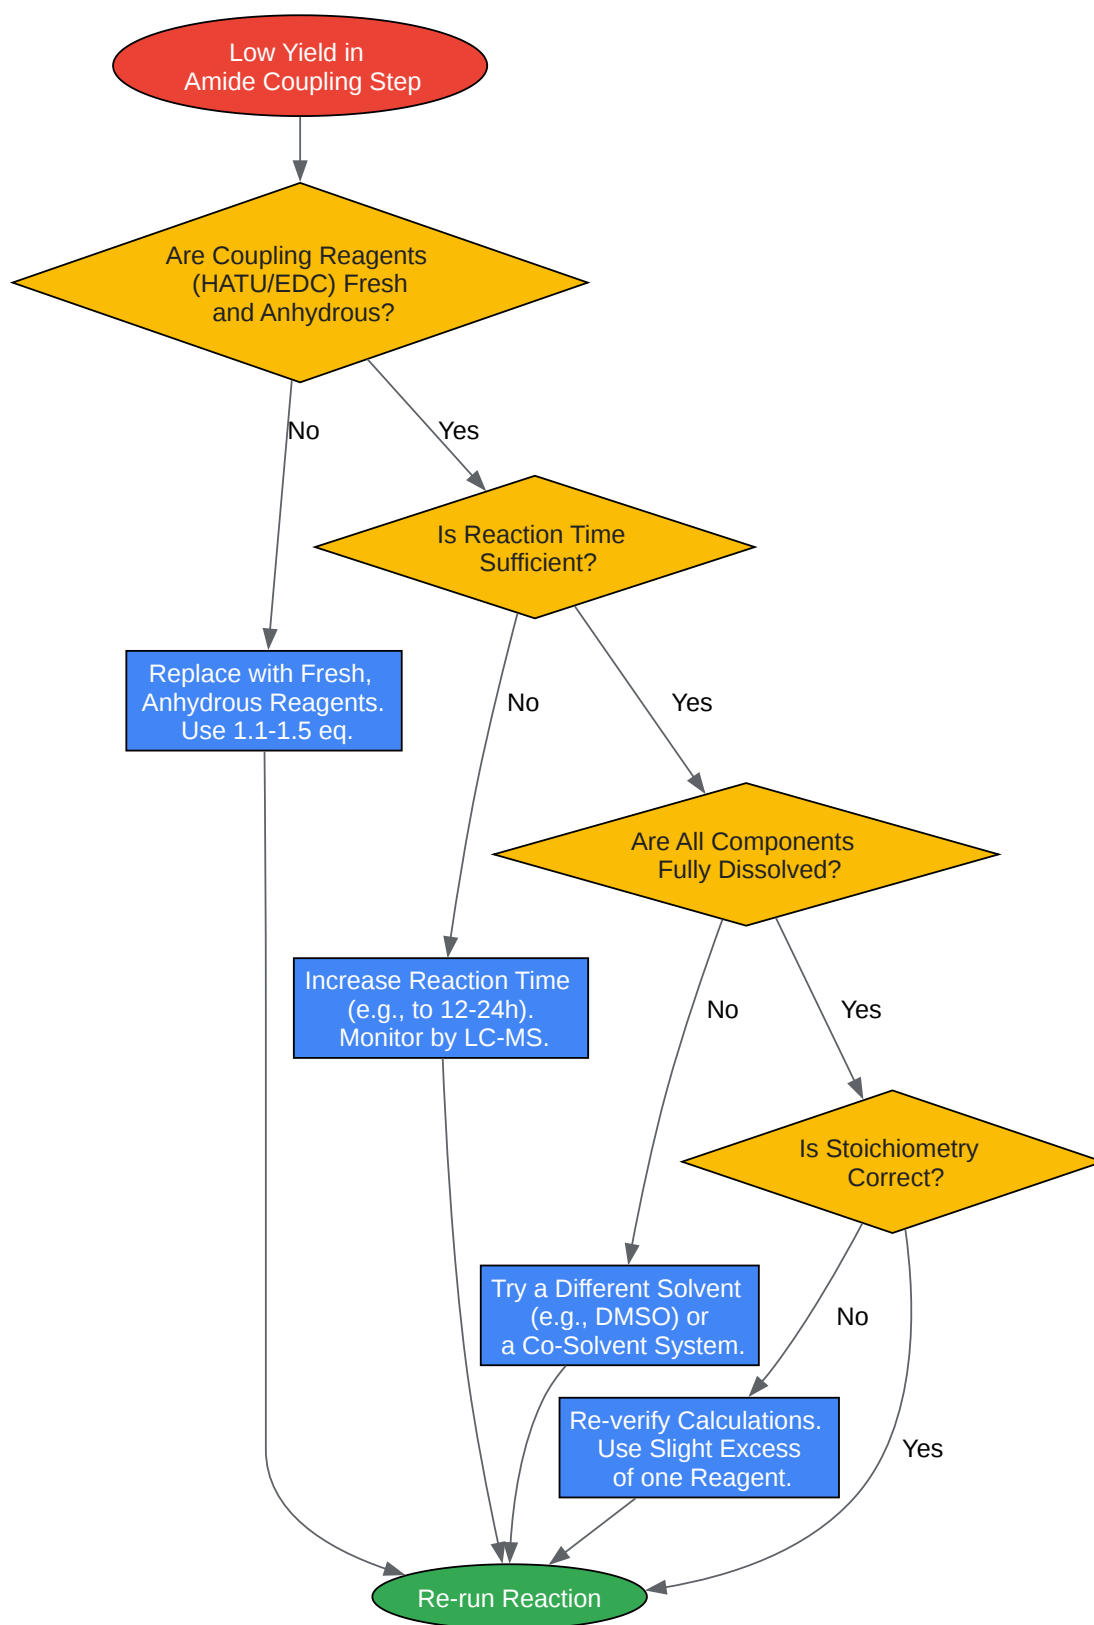 Low Yield in
Amide Coupling Step
Are Coupling Reagents
(HATU/EDC) Fresh
and Anhydrous?
No
Yes
Is Reaction Time
Sufficient?
Replace with Fresh,
Anhydrous Reagents.
Use 1.1-1.5 eq.
No
Yes
Are All Components
Fully Dissolved?
Increase Reaction Time
(e.g., to 12-24h).
Monitor by LC-MS.
No
Yes
Is Stoichiometry
Correct?
Try a Different Solvent
(e.g., DMSO) or
a Co-Solvent System.
No
Re-verify Calculations.
Use Slight Excess
of one Reagent.
Yes
Re-run Reaction